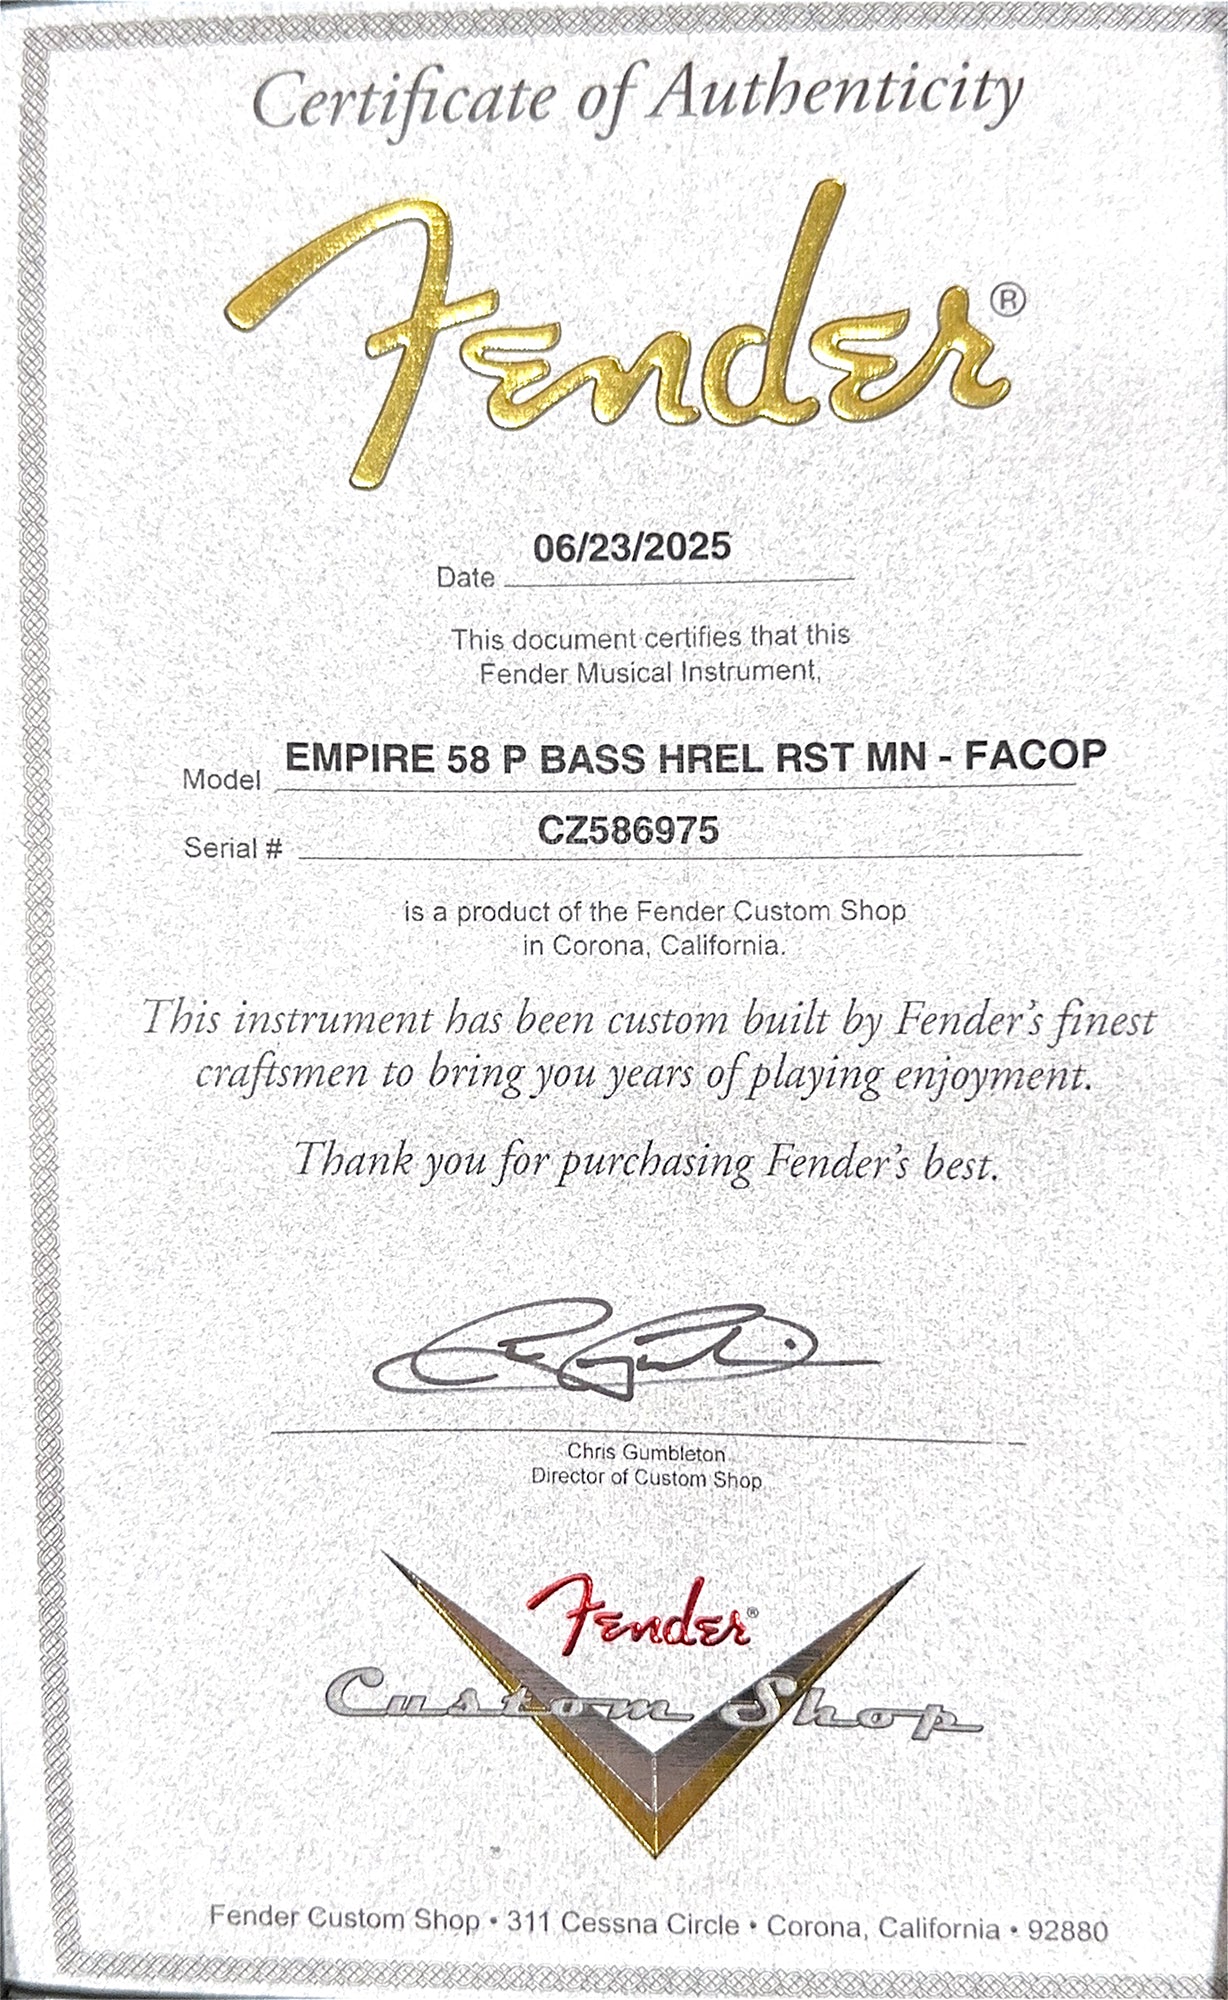 Certificate of Authenticity
Fender®
06/23/2025
Date
This document certifies that this
Fender Musical Instrument,
Model EMPIRE 58 P BASS HREL RST MN - FACOP
Serial # CZ586975
is a product of the Fender Custom Shop
in Corona, California.
This instrument has been custom built by Fender's finest
craftsmen to bring you years of playing enjoyment.
Thank you for purchasing Fender's best.
Chris Gumbleton
Director of Custom Shop
Fender®
Custom Shop
Fender Custom Shop • 311 Cessna Circle • Corona, California • 92880